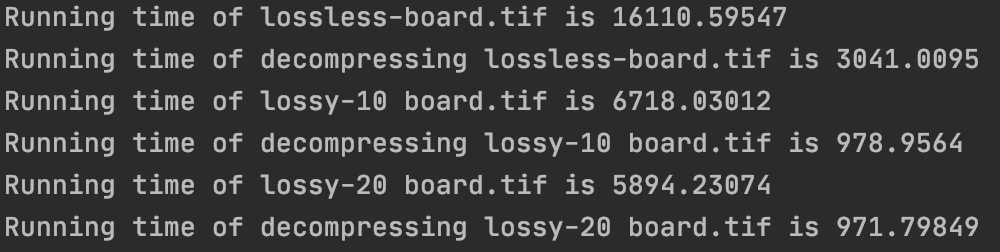 Running time of lossless-board.tif is 16110.59547
Running time of decompressing lossless-board.tif is 3041.0095
Running time of lossy-10 board.tif is 6718.03012
Running time of decompressing lossy-10 board.tif is 978.9564
Running time of lossy-20 board.tif is 5894.23074
Running time of decompressing lossy-20 board.tif is 971.79849